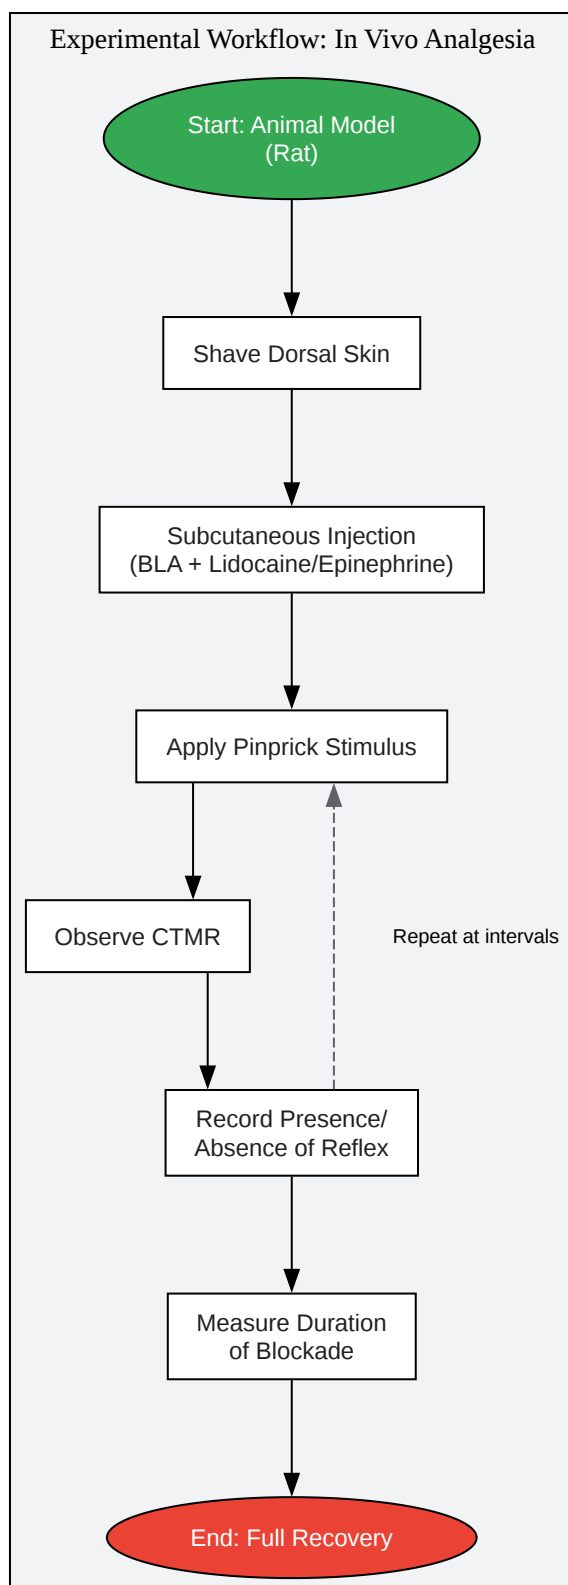 Experimental Workflow: In Vivo Analgesia
Start: Animal Model
(Rat)
Shave Dorsal Skin
Subcutaneous Injection
(BLA + Lidocaine/Epinephrine)
Apply Pinprick Stimulus
Observe CTMR
Repeat at intervals
Record Presence/
Absence of Reflex
Measure Duration
of Blockade
End: Full Recovery